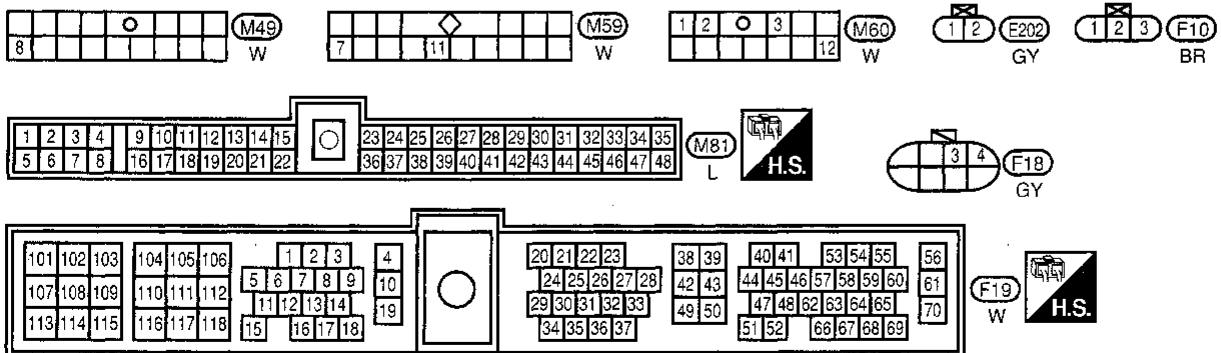 1 2 3 12 M60 W
8 M49 W
7 11 M59 W
1 2 E202 GY
1 2 3 F10 BR
1 2 3 4 9 10 11 12 13 14 15 23 24 25 26 27 28 29 30 31 32 33 34 35
5 6 7 8 16 17 18 19 20 21 22 36 37 38 39 40 41 42 43 44 45 46 47 48
M81 L
H.S.
3 4 F18 GY
101 102 103 104 105 106 1 2 3 4 20 21 22 23 38 39 40 41 53 54 55 56
107 108 109 110 111 112 5 6 7 8 9 10 24 25 26 27 28 42 43 44 45 46 57 58 59 60 61
113 114 115 116 117 118 11 12 13 14 19 29 30 31 32 33 49 50 47 48 62 63 64 65 70
15 16 17 18 34 35 36 37 51 52 66 67 68 69
F19 W
H.S.